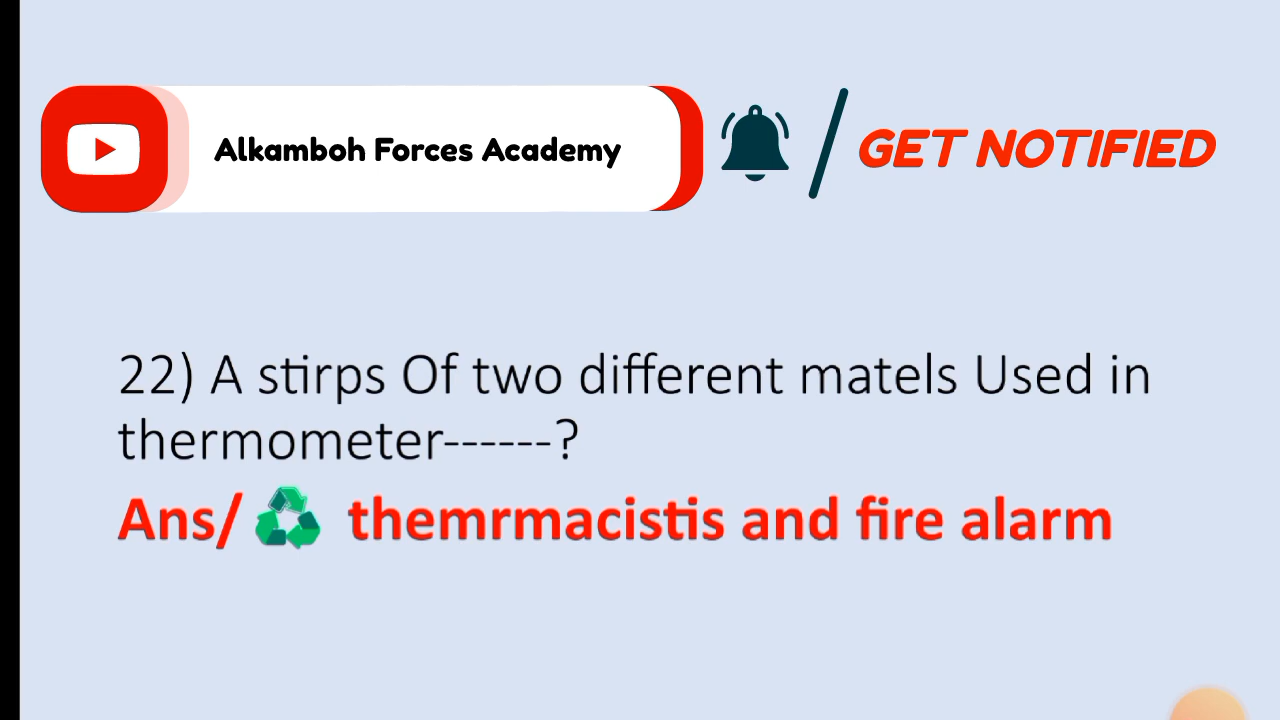 Alkamboh Forces Academy
GET NOTIFIED
22) A stirps Of two different matels Used in
thermometer------?
Ans/ ♻ themrmacistis and fire alarm